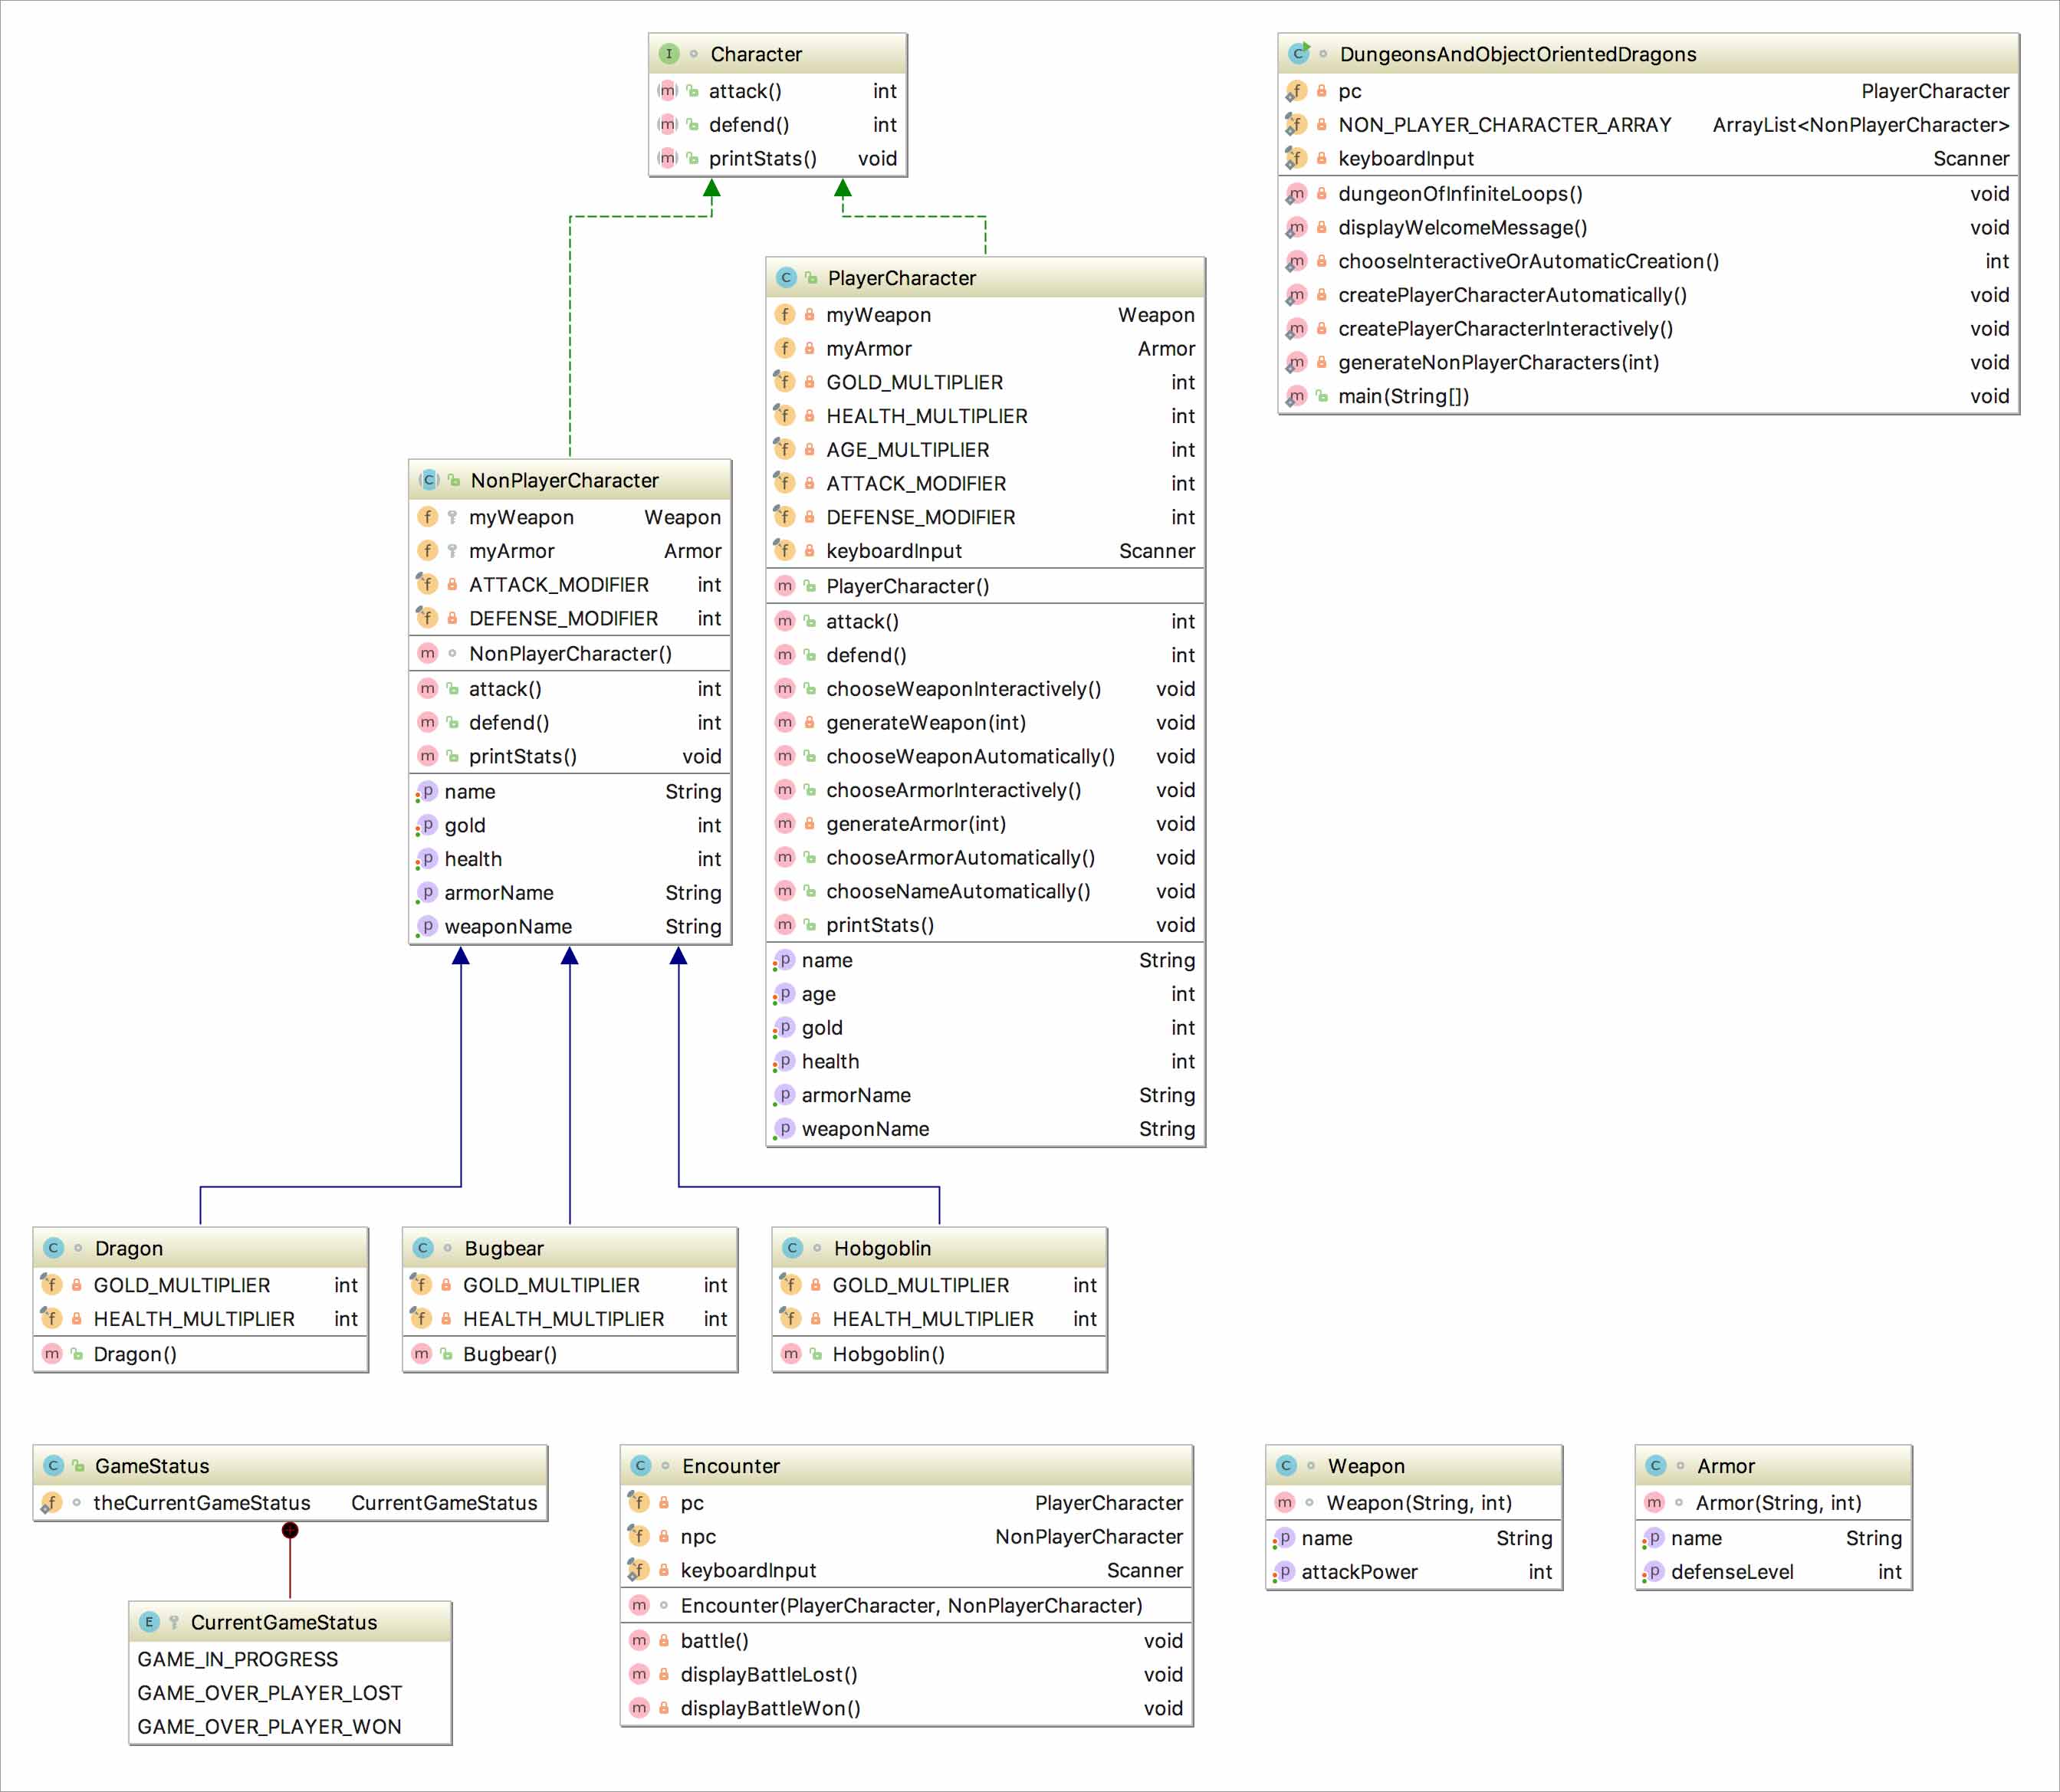 Character
attack() int
defend() int
printStats() void
DungeonsAndObjectOrientedDragons
pc PlayerCharacter
NON_PLAYER_CHARACTER_ARRAY ArrayList<NonPlayerCharacter>
keyboardInput Scanner
dungeonOfInfiniteLoops() void
displayWelcomeMessage() void
chooseInteractiveOrAutomaticCreation() int
createPlayerCharacterAutomatically() void
createPlayerCharacterInteractively() void
generateNonPlayerCharacters(int) void
main(String[]) void
PlayerCharacter
myWeapon Weapon
myArmor Armor
GOLD_MULTIPLIER int
HEALTH_MULTIPLIER int
AGE_MULTIPLIER int
ATTACK_MODIFIER int
DEFENSE_MODIFIER int
keyboardInput Scanner
PlayerCharacter()
attack() int
defend() int
chooseWeaponInteractively() void
generateWeapon(int) void
chooseWeaponAutomatically() void
chooseArmorInteractively() void
generateArmor(int) void
chooseArmorAutomatically() void
chooseNameAutomatically() void
printStats() void
name String
age int
gold int
health int
armorName String
weaponName String
NonPlayerCharacter
myWeapon Weapon
myArmor Armor
ATTACK_MODIFIER int
DEFENSE_MODIFIER int
NonPlayerCharacter()
attack() int
defend() int
printStats() void
name String
gold int
health int
armorName String
weaponName String
Dragon
GOLD_MULTIPLIER int
HEALTH_MULTIPLIER int
Dragon()
Bugbear
GOLD_MULTIPLIER int
HEALTH_MULTIPLIER int
Bugbear()
Hobgoblin
GOLD_MULTIPLIER int
HEALTH_MULTIPLIER int
Hobgoblin()
GameStatus
theCurrentGameStatus CurrentGameStatus
CurrentGameStatus
GAME_IN_PROGRESS
GAME_OVER_PLAYER_LOST
GAME_OVER_PLAYER_WON
Encounter
pc PlayerCharacter
npc NonPlayerCharacter
keyboardInput Scanner
Encounter(PlayerCharacter, NonPlayerCharacter)
battle() void
displayBattleLost() void
displayBattleWon() void
Weapon
Weapon(String, int)
name String
attackPower int
Armor
Armor(String, int)
name String
defenseLevel int